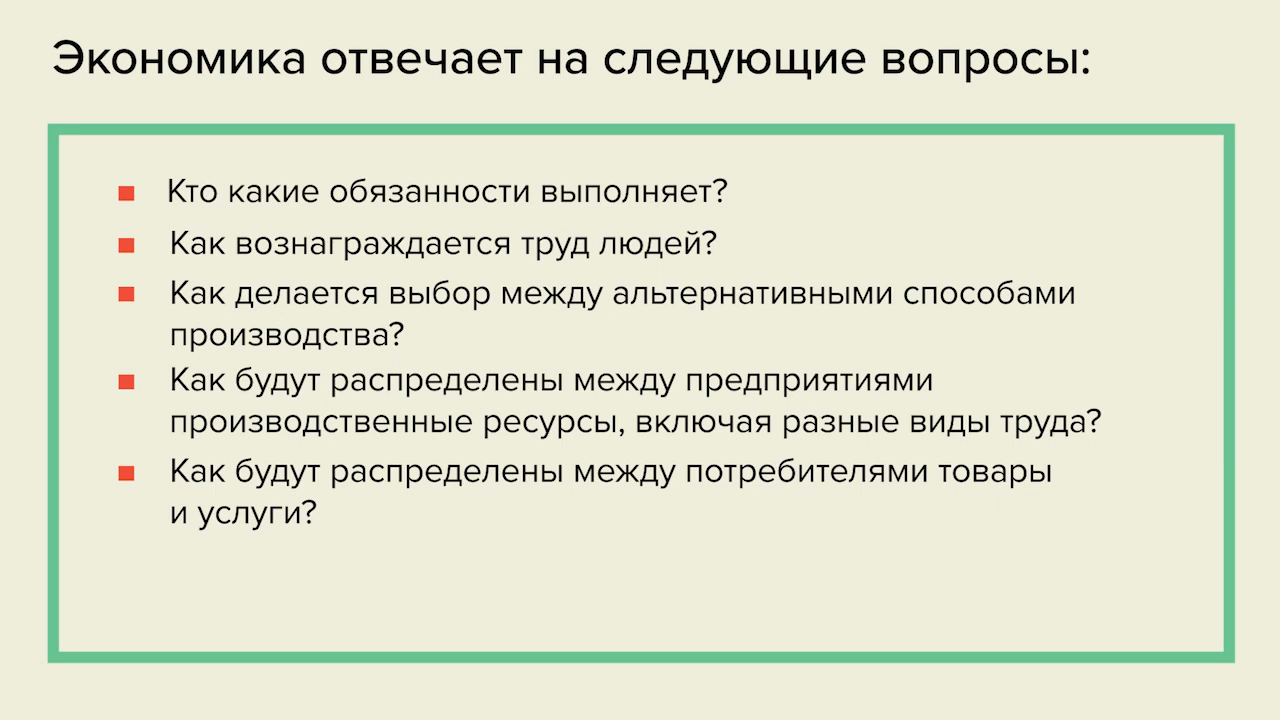 Экономика отвечает на следующие вопросы:
Кто какие обязанности выполняет?
Как вознаграждается труд людей?
Как делается выбор между альтернативными способами
производства?
Как будут распределены между предприятиями
производственные ресурсы, включая разные виды труда?
Как будут распределены между потребителями товары
и услуги?